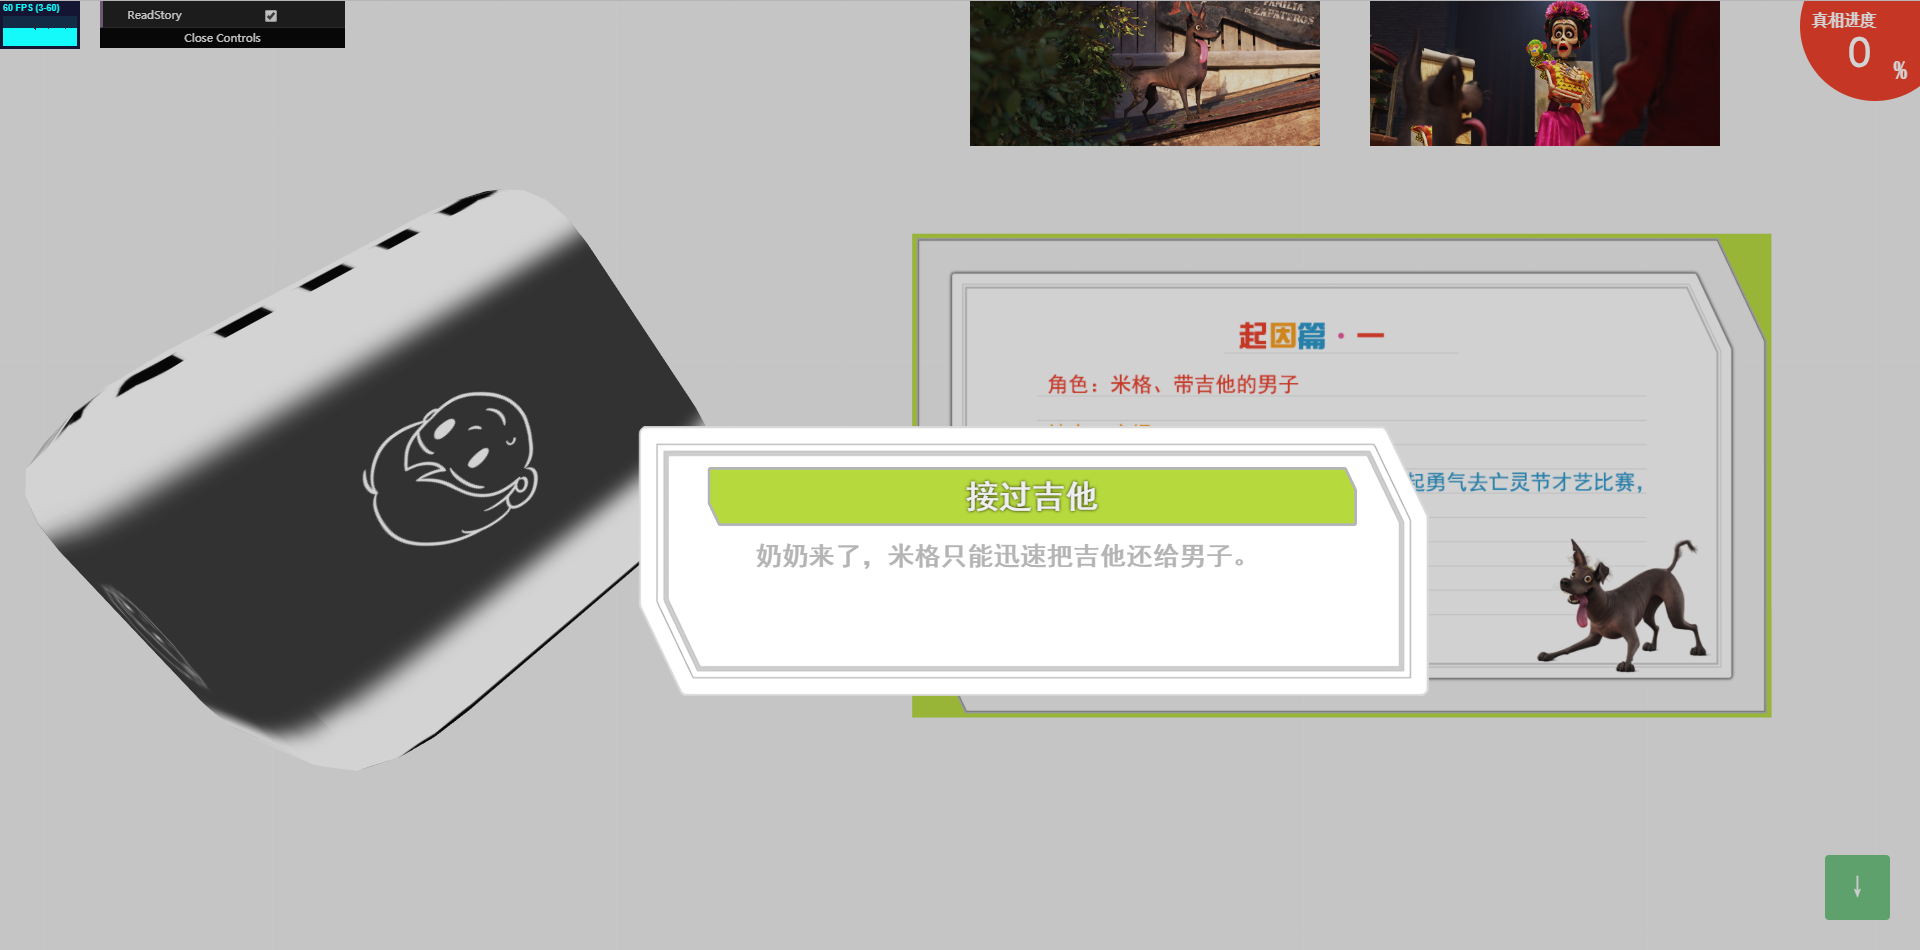 60 FPS (3-60)
ReadStory
Close Controls
FAMILIA
DE ZAPATEROS
真相进度
0 %
起因篇·一
角色：米格、带吉他的男子
起勇气去亡灵节才艺比赛，
接过吉他
奶奶来了，米格只能迅速把吉他还给男子。